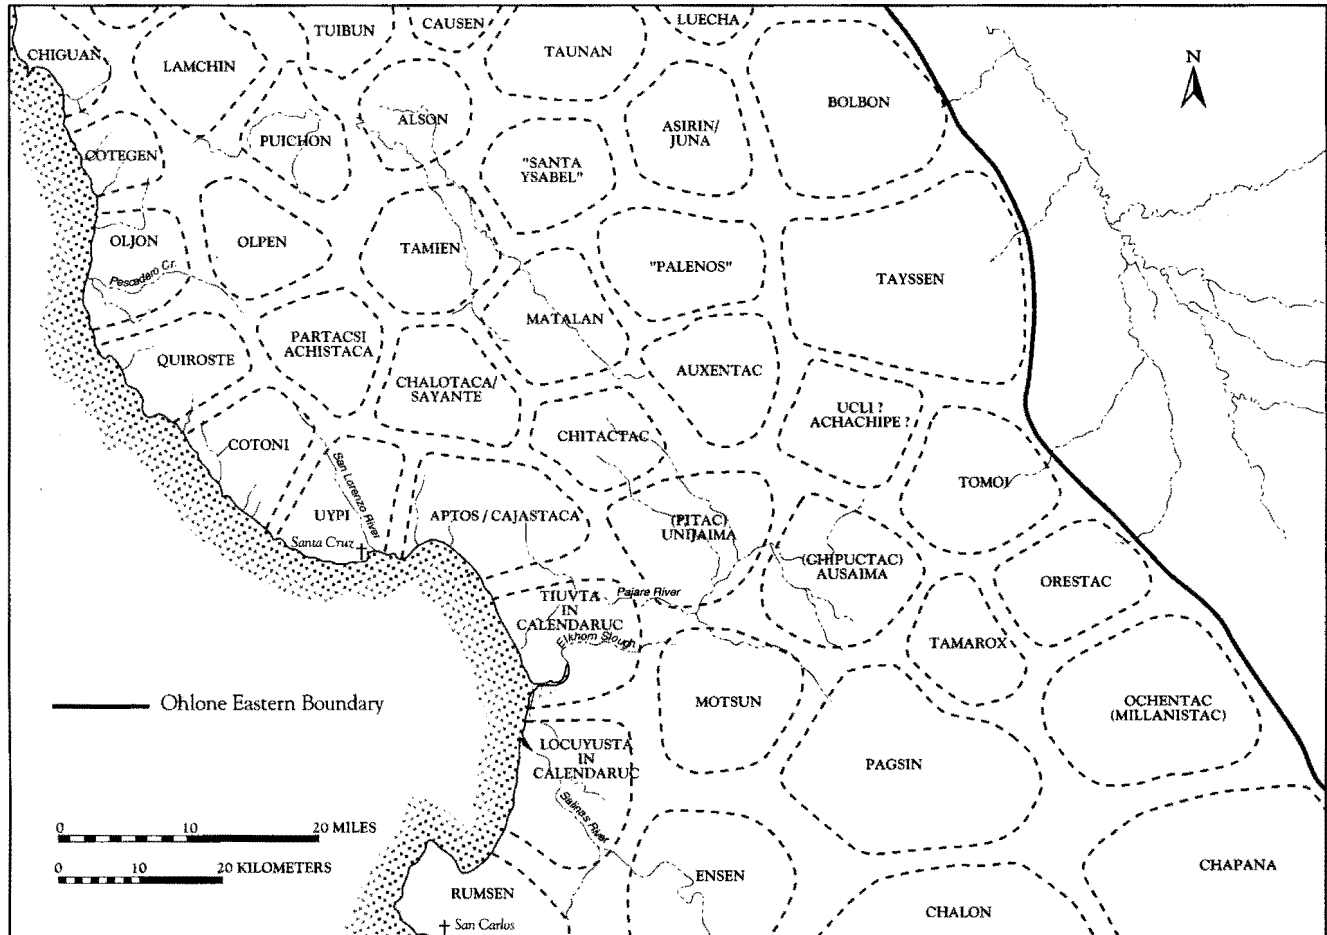 LUECHA
CAUSEN
TUIBUN
TAUNAN
CHIGUAN
LAMCHIN
N
BOLBON
ALSON
ASIRIN/
JUNA
PUICHON
COTEGEN
"SANTA
YSABEL"
OLJON
OLPEN
TAMIEN
"PALENOS"
TAYSSEN
Pescadero Cr.
MATALAN
PARTACSI
ACHISTACA
QUIROSTE
AUXENTAC
CHALOTACA/
SAYANTE
UCLI ?
ACHACHIPE ?
COTONI
CHITACTAC
San Lorenzo River
TOMOI
UYPI
APTOS / CAJASTACA
(PITAC)
UNIJAIMA
Santa Cruz
(GHIPUCTAC)
AUSAIMA
ORESTAC
TIUVTA
IN
CALENDARUC
Pajare River
Elkhorn Slough
TAMAROX
MOTSUN
OCHENTAC
(MILLANISTAC)
Ohlone Eastern Boundary
LOCUYUSTA
IN
CALENDARUC
PAGSIN
Salinas River
0 10 20 MILES
0 10 20 KILOMETERS
CHAPANA
ENSEN
RUMSEN
CHALON
San Carlos